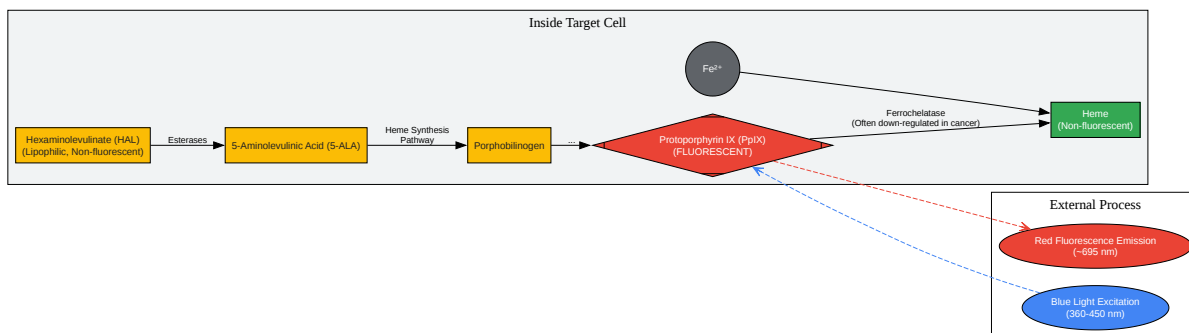 Inside Target Cell
Fe²⁺
Hexaminolevulinate (HAL)
(Lipophilic, Non-fluorescent)
Esterases
5-Aminolevulinic Acid (5-ALA)
Heme Synthesis
Pathway
Porphobilinogen
...
Protoporphyrin IX (PpIX)
(FLUORESCENT)
Ferrochelatase
(Often down-regulated in cancer)
Heme
(Non-fluorescent)
External Process
Red Fluorescence Emission
(~695 nm)
Blue Light Excitation
(360-450 nm)